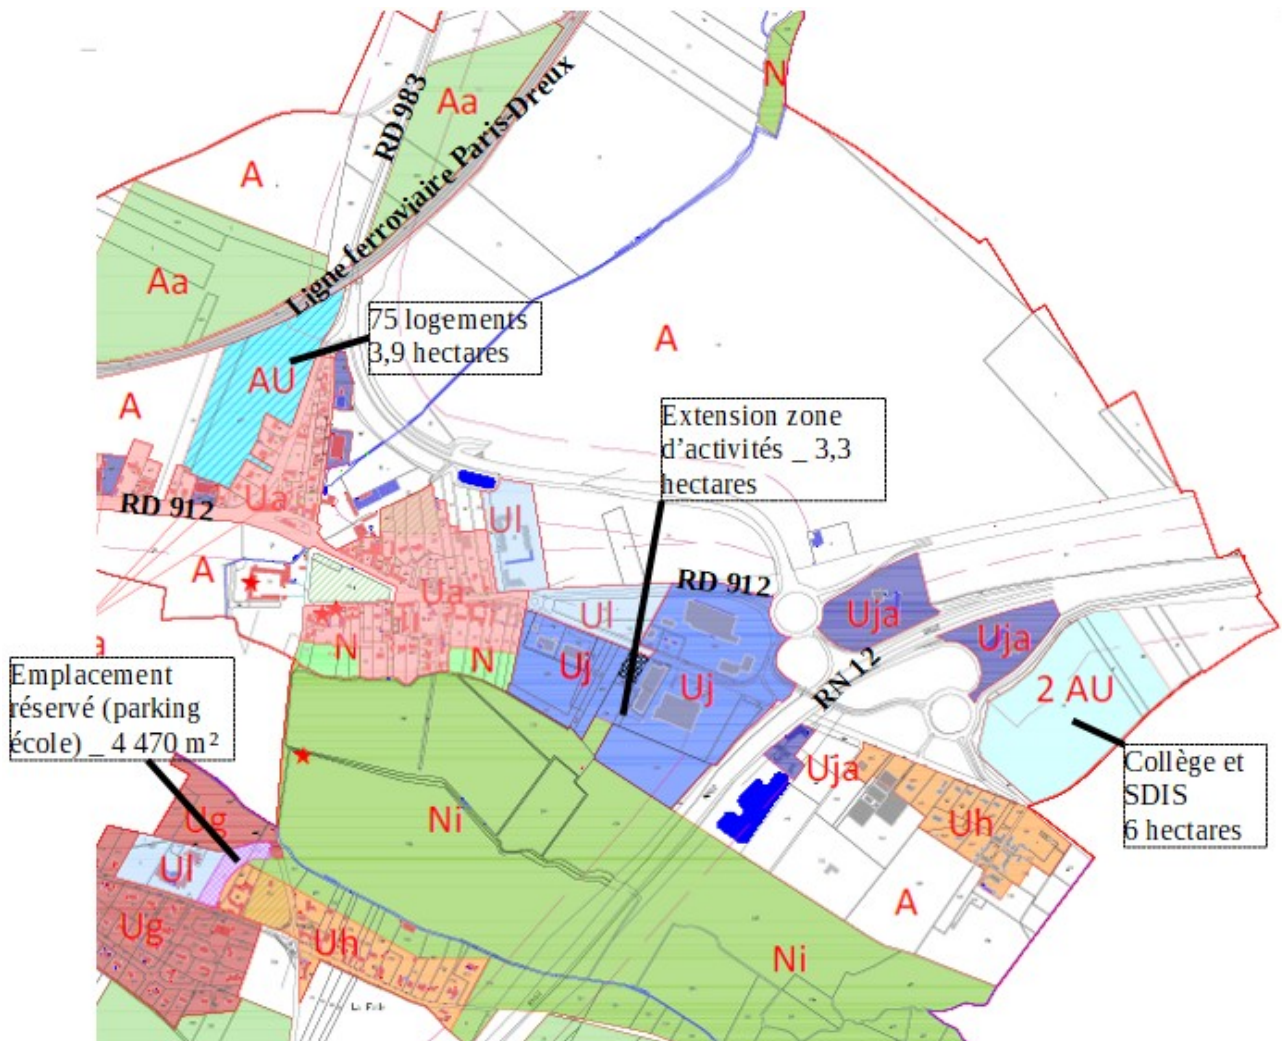 N
Aa
RD 983
Ligne ferroviaire Paris-Dreux
A
Aa
75 logements
3,9 hectares
A
AU
A
Extension zone
d'activités _ 3,3
hectares
Ua
RD 912
Ul
A
RD 912
Ua
Ul
Uja
Uja
a
N
N
Uj
Uj
RN 12
2 AU
Emplacement
réservé (parking
école) _ 4 470 m²
Collège et
SDIS
6 hectares
Uja
Ug
Ni
Uh
Ul
A
Ug
Uh
Ni